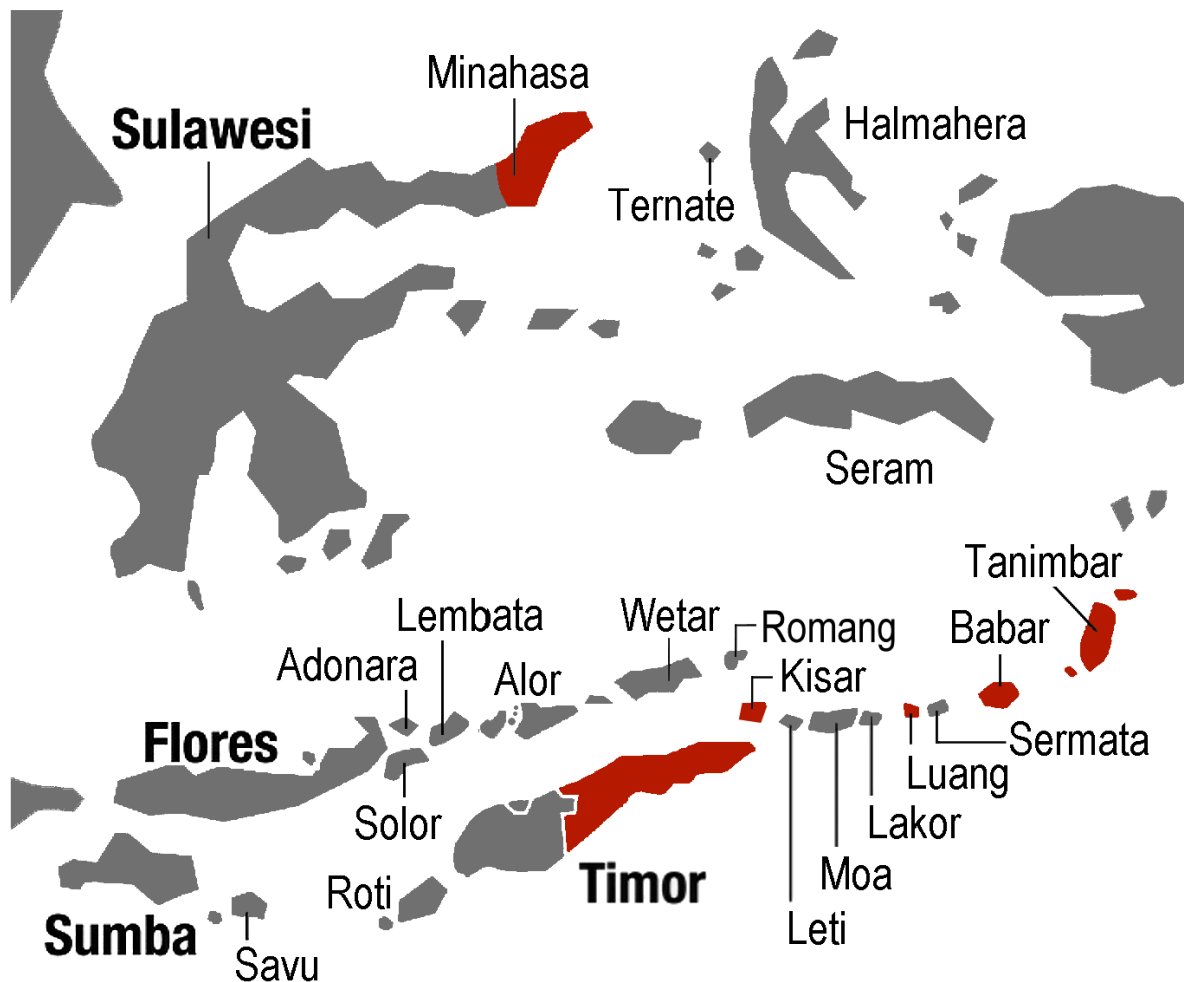 Minahasa
Sulawesi
Halmahera
Ternate
Seram
Tanimbar
Lembata
Wetar
Romang
Babar
Adonara
Alor
Kisar
Flores
Sermata
Luang
Solor
Lakor
Timor
Moa
Roti
Leti
Sumba
Savu